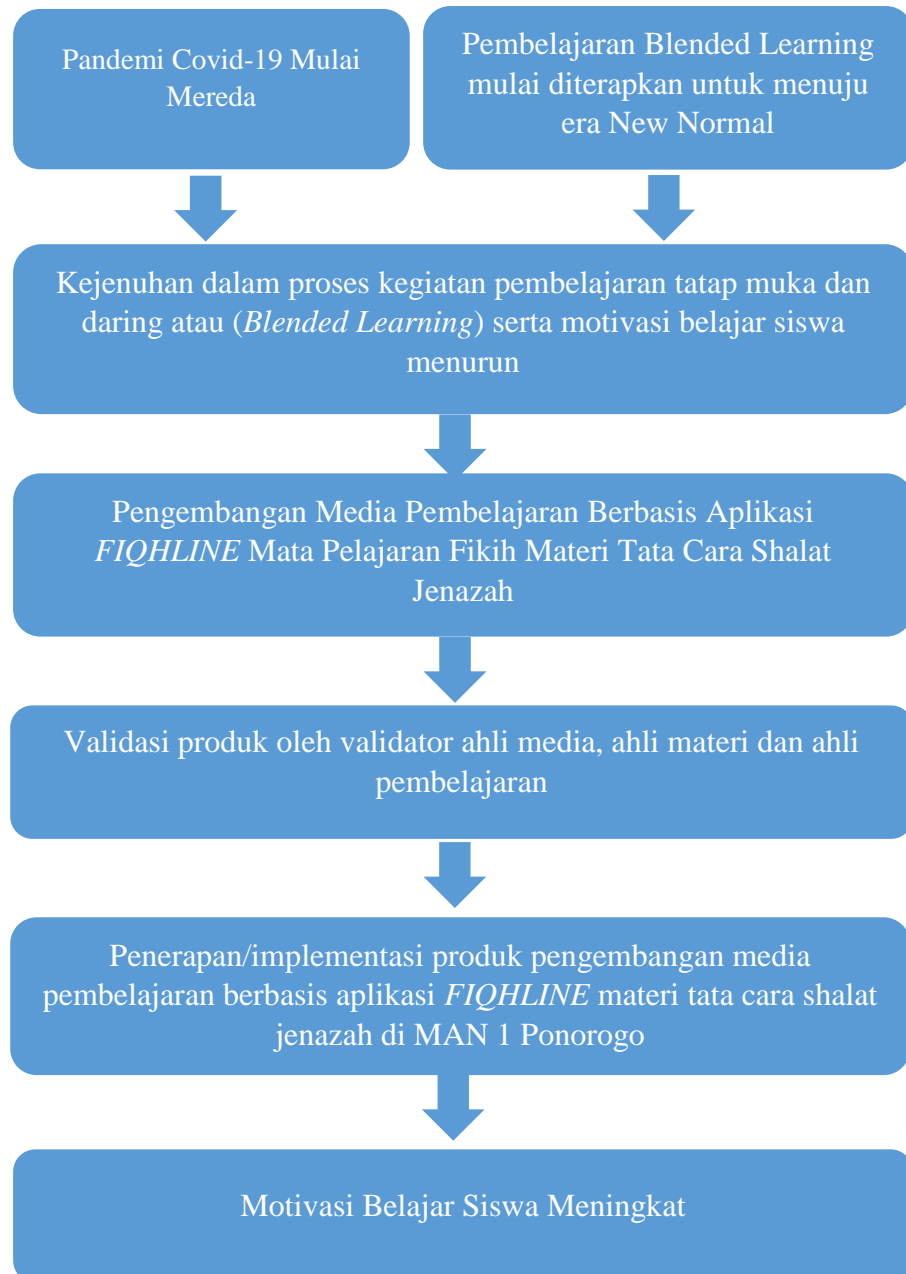 Pandemi Covid-19 Mulai
Mereda
Pembelajaran Blended Learning
mulai diterapkan untuk menuju
era New Normal
Kejenuhan dalam proses kegiatan pembelajaran tatap muka dan
daring atau (Blended Learning) serta motivasi belajar siswa
menurun
Pengembangan Media Pembelajaran Berbasis Aplikasi
FIQHLINE Mata Pelajaran Fikih Materi Tata Cara Shalat
Jenazah
Validasi produk oleh validator ahli media, ahli materi dan ahli
pembelajaran
Penerapan/implementasi produk pengembangan media
pembelajaran berbasis aplikasi FIQHLINE materi tata cara shalat
jenazah di MAN 1 Ponorogo
Motivasi Belajar Siswa Meningkat